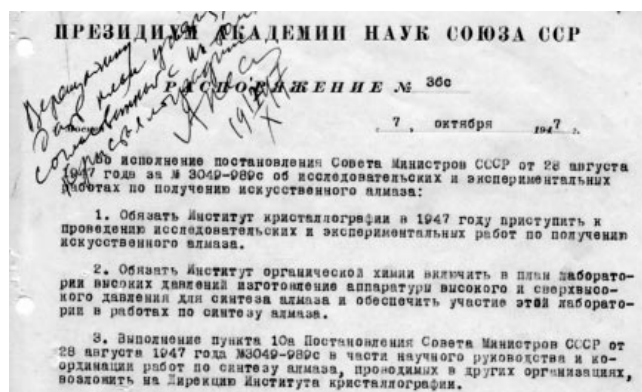 ПРЕЗИДИУМ АКАДЕМИИ НАУК СОЮЗА ССР
РАСПОРЯЖЕНИЕ № 36с
„ 7 „ октября 1947 г.
Во исполнение постановления Совета Министров СССР от 28 августа
1947 года за № 3049-989с об исследовательских и экспериментальных
работах по получению искусственного алмаза:
1. Обязать Институт кристаллографии в 1947 году приступить к
проведению исследовательских и экспериментальных работ по получению
искусственного алмаза.
2. Обязать Институт органической химии включить в план лаборато-
рии высоких давлений изготовление аппаратуры высокого и сверхвысо-
кого давления для синтеза алмаза и обеспечить участие этой лаборато-
рии в работах по синтезу алмаза.
3. Выполнение пункта 10а Постановления Совета Министров СССР от
28 августа 1947 года №3049-989с в части научного руководства и ко-
ординации работ по синтезу алмаза, проводимых в других организациях,
возложить на Дирекцию Института кристаллографии.